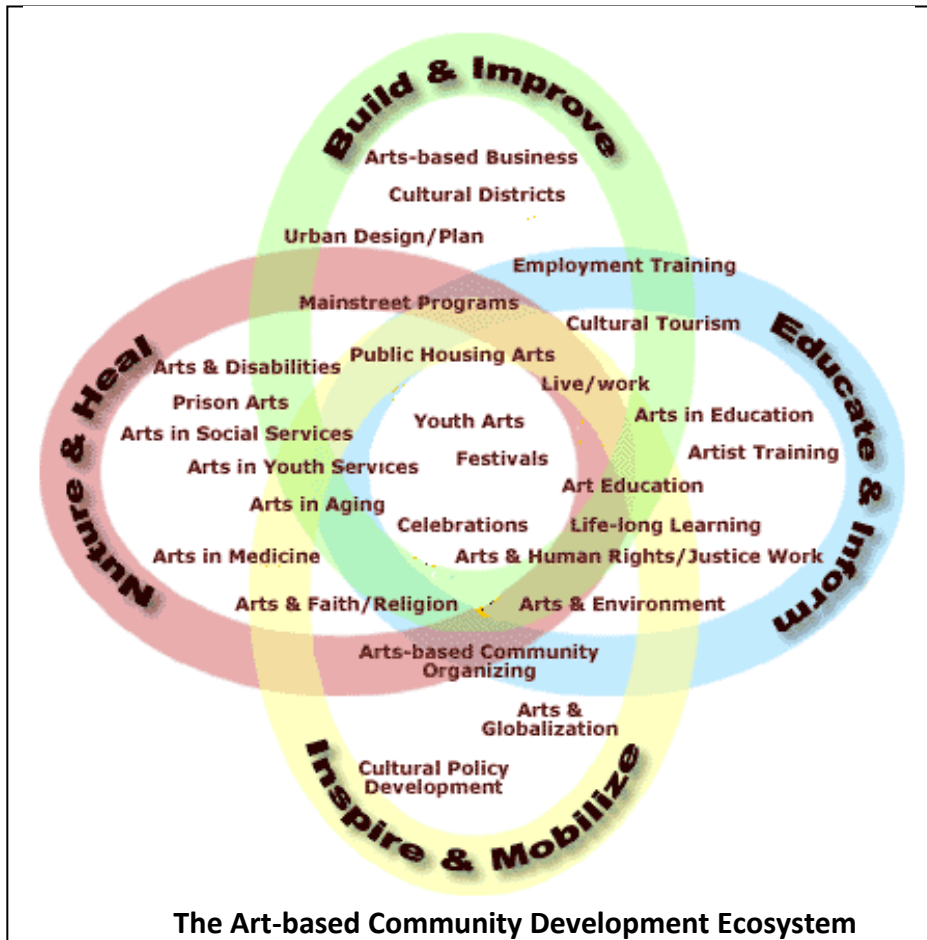 Build & Improve
Arts-based Business
Cultural Districts
Urban Design/Plan
Employment Training
Mainstreet Programs
Cultural Tourism
Public Housing Arts
Arts & Disabilities
Live/work
Prison Arts
Youth Arts
Arts in Education
Arts in Social Services
Artist Training
Arts in Youth Services
Festivals
Art Education
Arts in Aging
Celebrations
Life-long Learning
Arts in Medicine
Arts & Human Rights/Justice Work
Arts & Faith/Religion
Arts & Environment
Arts-based Community
Organizing
Arts &
Globalization
Cultural Policy
Development
Nuture & Heal
Educate & Inform
Inspire & Mobilize
The Art-based Community Development Ecosystem